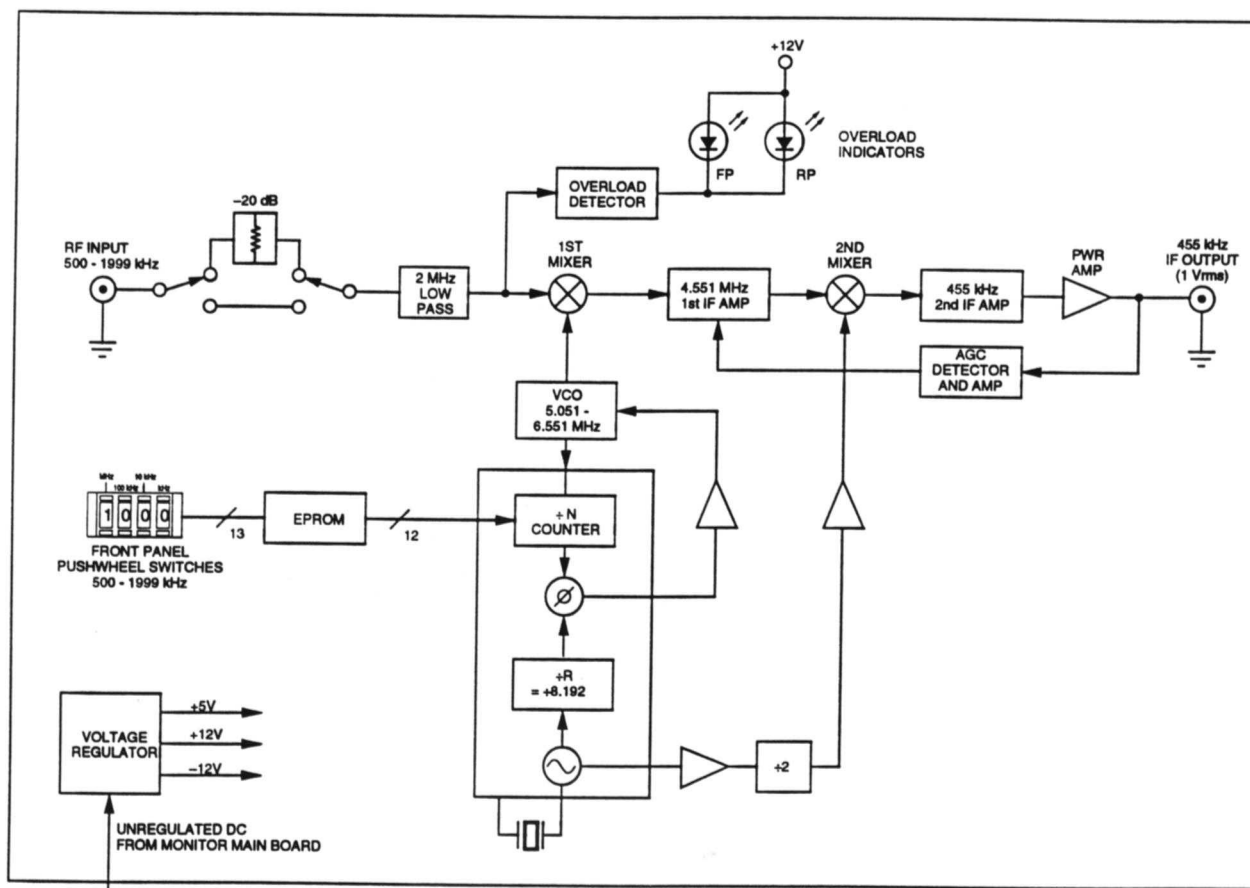 +12V
OVERLOAD
INDICATORS
FP
RP
OVERLOAD
DETECTOR
–20 dB
RF INPUT
500 - 1999 kHz
2 MHz
LOW
PASS
1ST
MIXER
4.551 MHz
1st IF AMP
2ND
MIXER
455 kHz
2nd IF AMP
PWR
AMP
455 kHz
IF OUTPUT
(1 Vrms)
AGC
DETECTOR
AND AMP
VCO
5.051 -
6.551 MHz
MHz
100 kHz
10 kHz
kHz
1 0 0 0
13
EPROM
12
÷ N
COUNTER
FRONT PANEL
PUSHWHEEL SWITCHES
500 - 1999 kHz
÷R
= ÷8.192
÷2
VOLTAGE
REGULATOR
+5V
+12V
–12V
UNREGULATED DC
FROM MONITOR MAIN BOARD